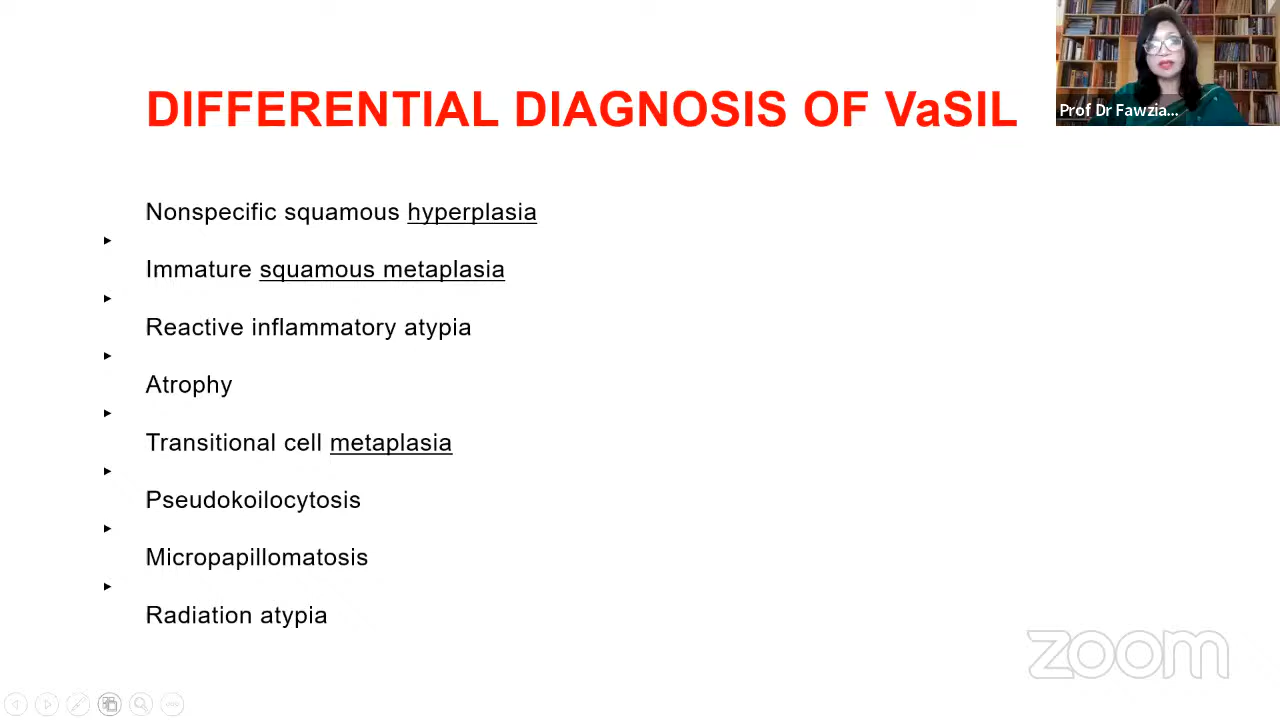 DIFFERENTIAL DIAGNOSIS OF VaSIL
Prof Dr Fawzia...
Nonspecific squamous hyperplasia
Immature squamous metaplasia
Reactive inflammatory atypia
Atrophy
Transitional cell metaplasia
Pseudokoilocytosis
Micropapillomatosis
Radiation atypia
zoom